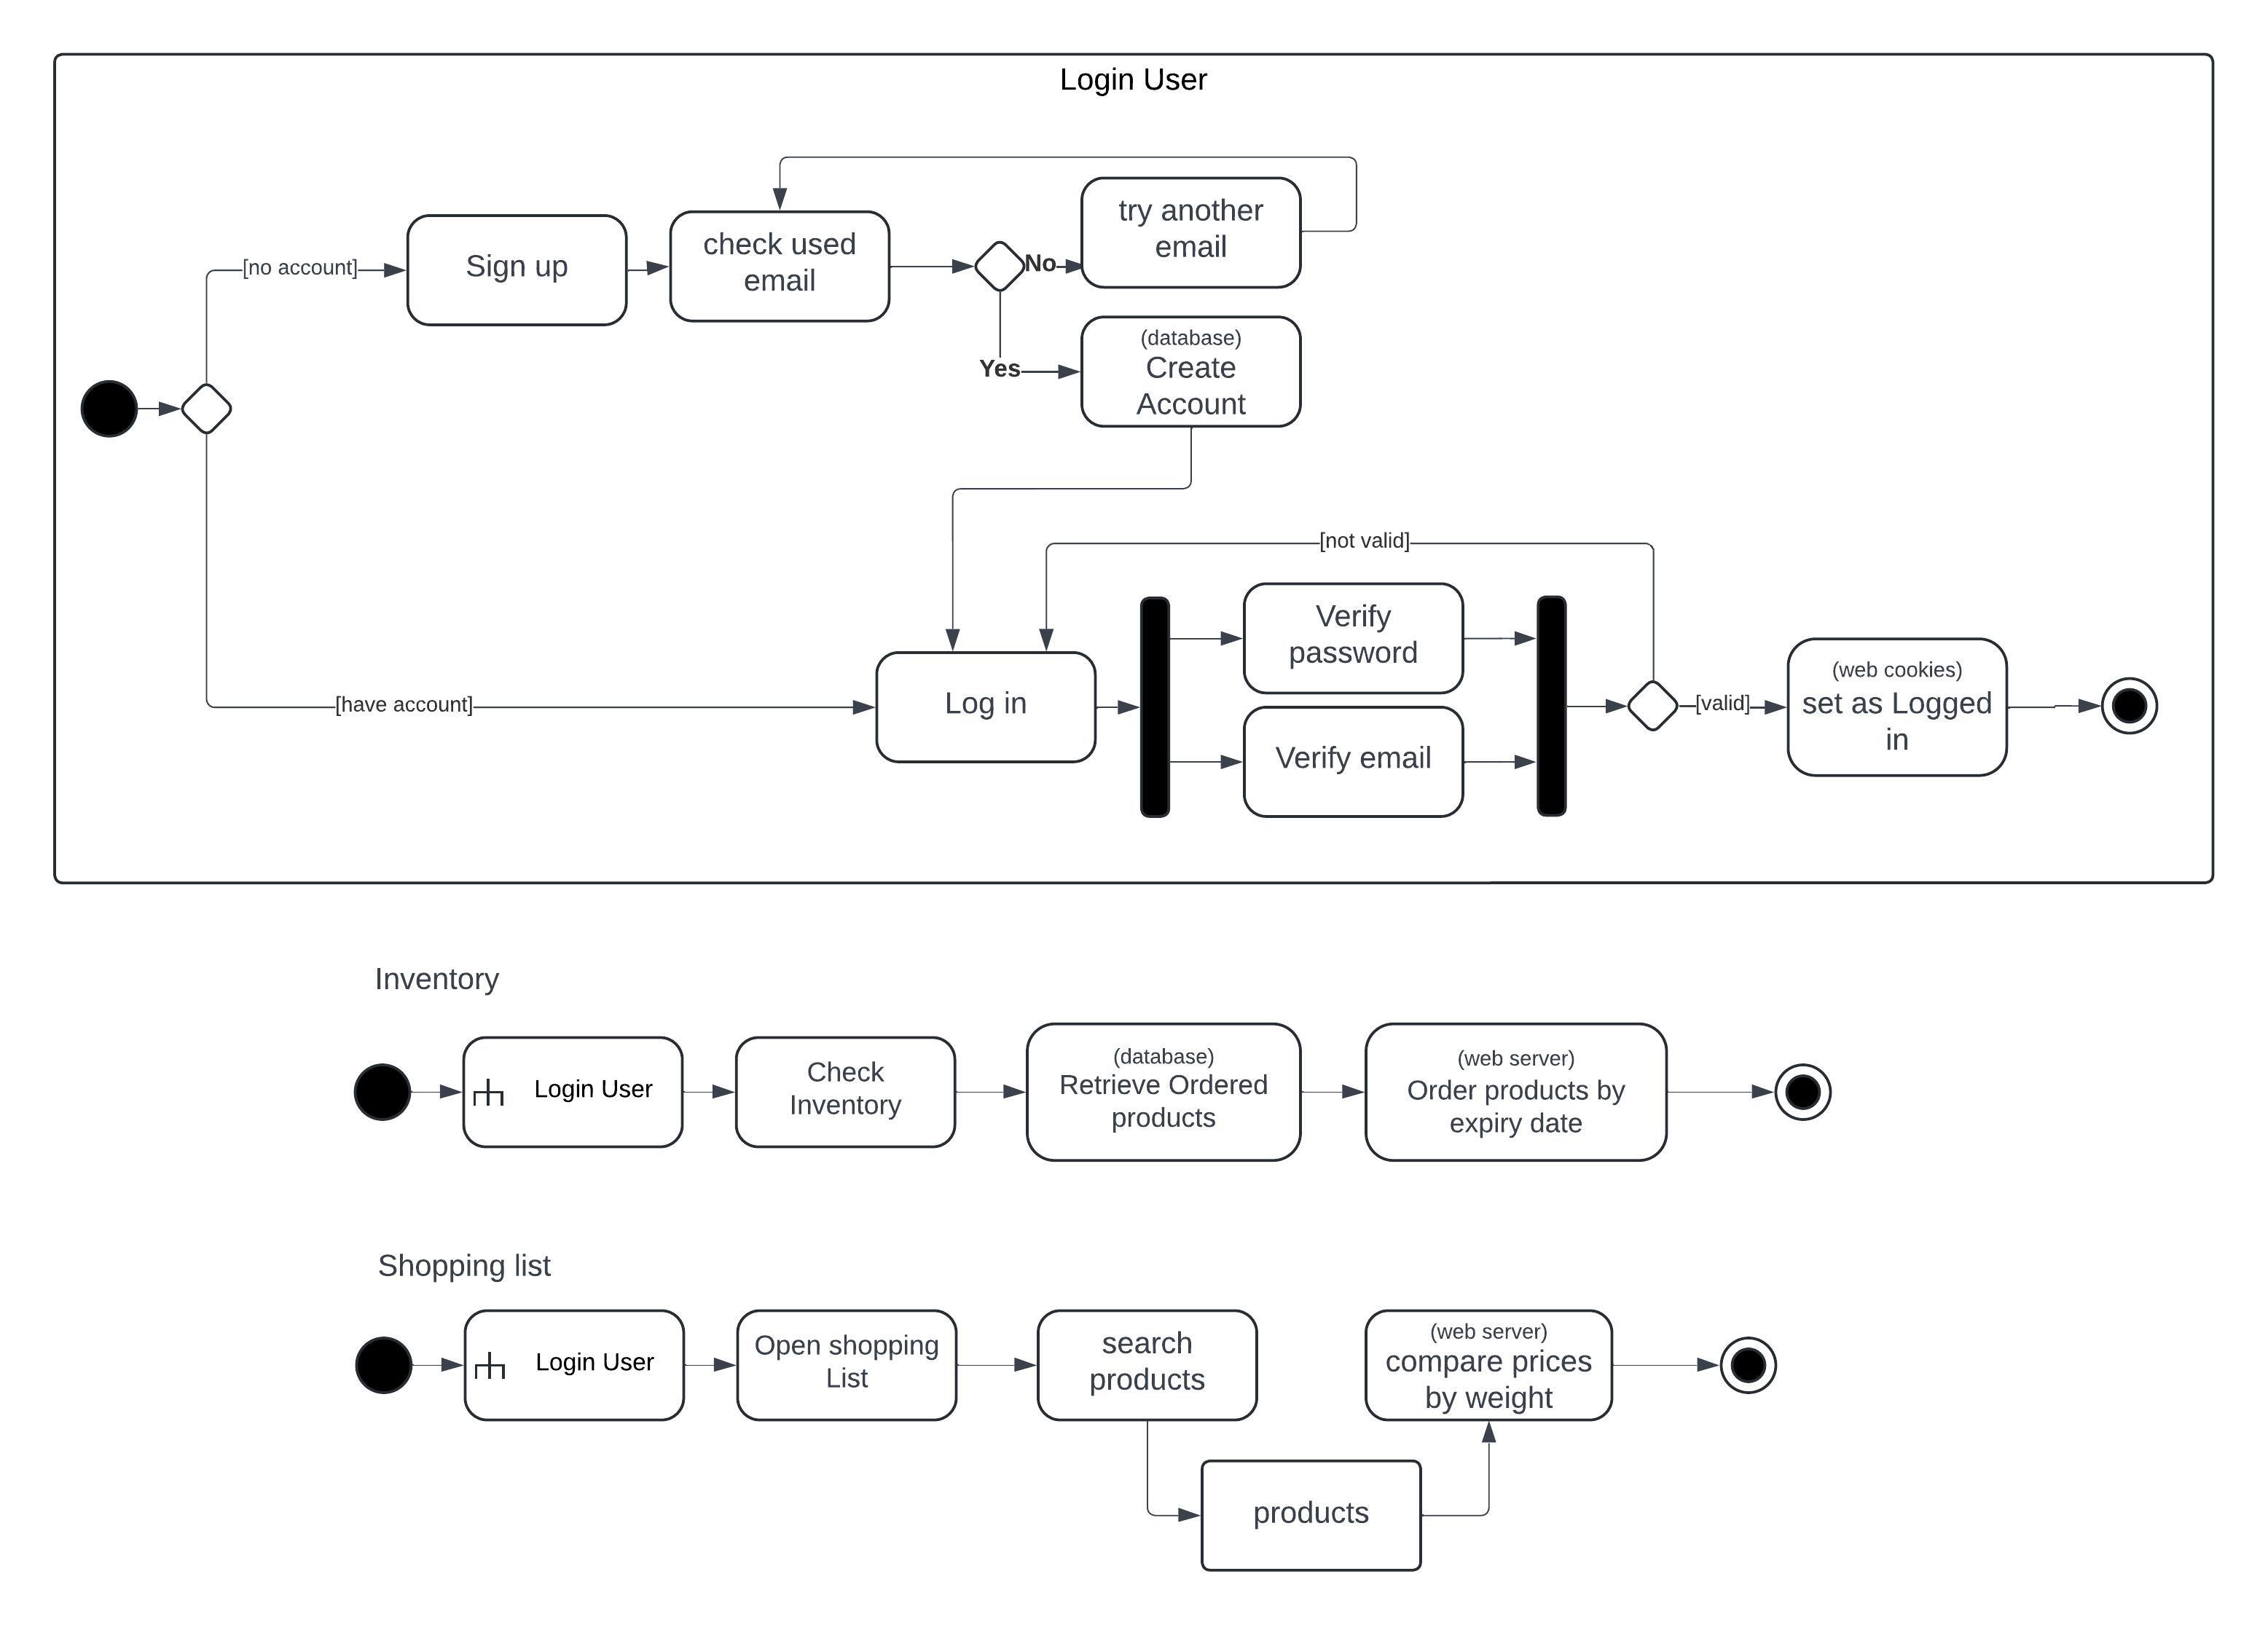 Login User
[no account]
Sign up
check used
email
No
try another
email
Yes
(database)
Create
Account
[not valid]
[have account]
Log in
Verify
password
Verify email
[valid]
(web cookies)
set as Logged
in
Inventory
Login User
Check
Inventory
(database)
Retrieve Ordered
products
(web server)
Order products by
expiry date
Shopping list
Login User
Open shopping
List
search
products
products
(web server)
compare prices
by weight